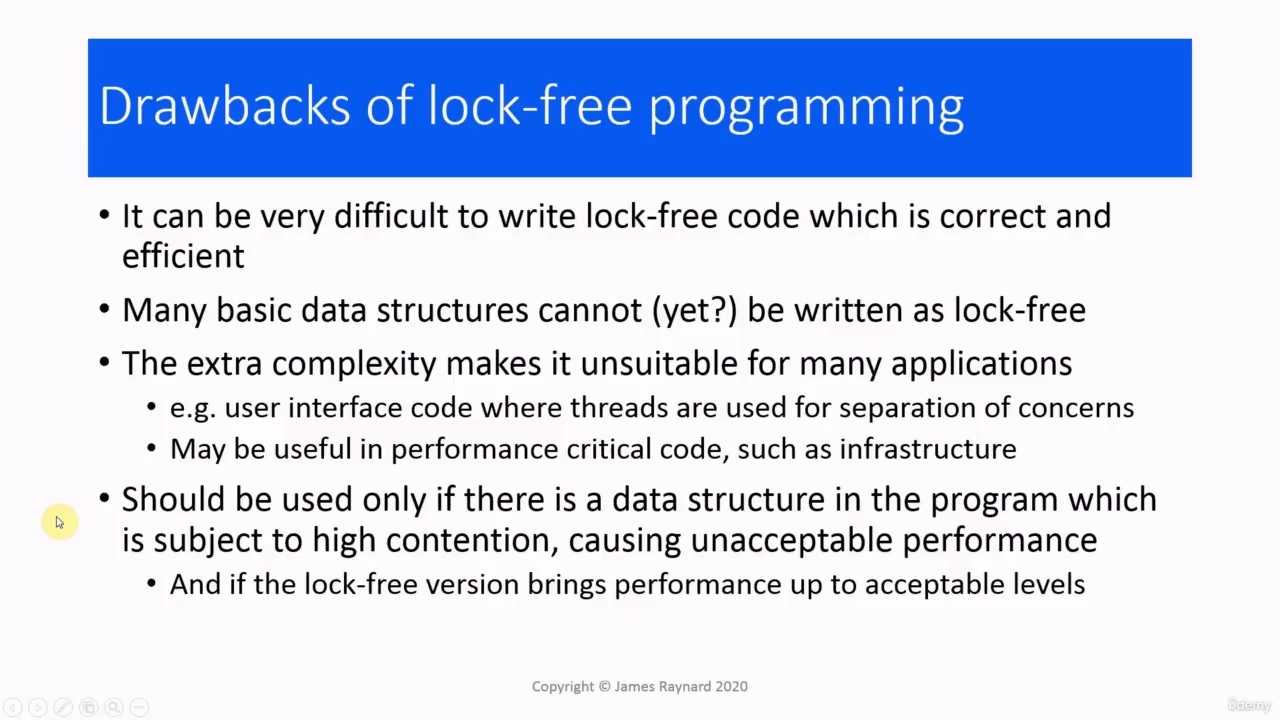 Drawbacks of lock-free programming
• It can be very difficult to write lock-free code which is correct and
efficient
• Many basic data structures cannot (yet?) be written as lock-free
• The extra complexity makes it unsuitable for many applications
• e.g. user interface code where threads are used for separation of concerns
• May be useful in performance critical code, such as infrastructure
• Should be used only if there is a data structure in the program which
is subject to high contention, causing unacceptable performance
• And if the lock-free version brings performance up to acceptable levels
Copyright © James Raynard 2020
ûdemy